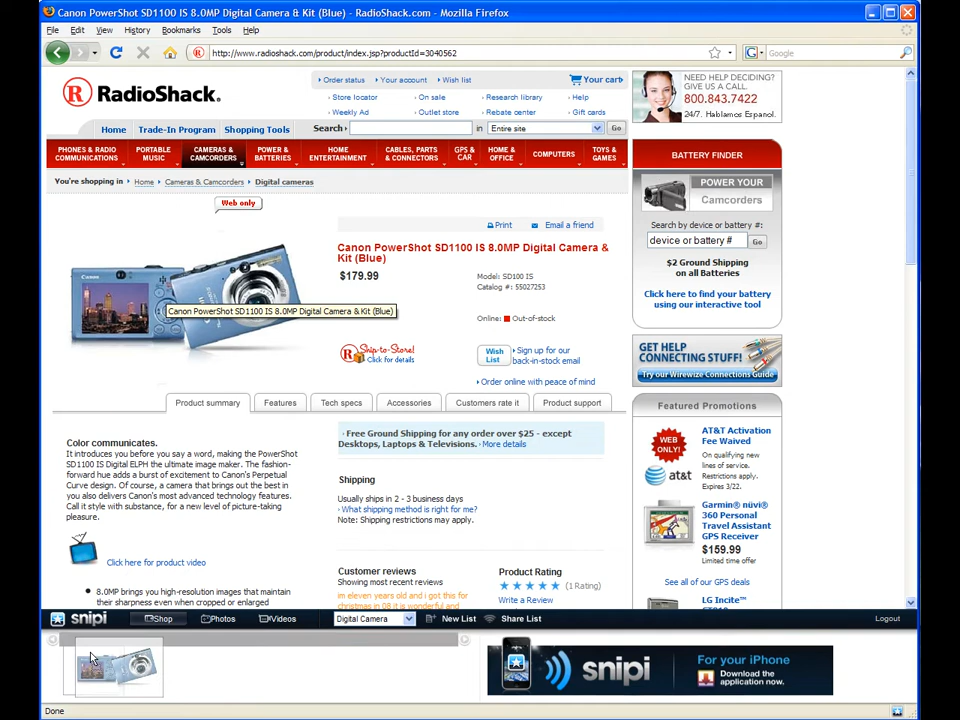 Canon PowerShot SD1100 IS 8.0MP Digital Camera & Kit (Blue) - RadioShack.com - Mozilla Firefox
File Edit View History Bookmarks Tools Help
http://www.radioshack.com/product/index.jsp?productId=3040562
Google
RadioShack.
Order status Your account Wish list Your cart
Store locator On sale Research library Help
Weekly Ad Outlet store Rebate center Gift cards
NEED HELP DECIDING?
GIVE US A CALL.
800.843.7422
24/7. Hablamos Espanol.
Home Trade-In Program Shopping Tools Search in Entire site Go
PHONES & RADIO COMMUNICATIONS
PORTABLE MUSIC
CAMERAS & CAMCORDERS
POWER & BATTERIES
HOME ENTERTAINMENT
CABLES, PARTS & CONNECTORS
GPS & CAR
HOME & OFFICE
COMPUTERS
TOYS & GAMES
You're shopping in Home Cameras & Camcorders Digital cameras
Web only
Print Email a friend
Canon PowerShot SD1100 IS 8.0MP Digital Camera &
Kit (Blue)
$179.99
Model: SD100 IS
Catalog #: 55027253
Canon PowerShot SD1100 IS 8.0MP Digital Camera & Kit (Blue)
Online: Out-of-stock
Ship-to-Store!
Click for details
Wish
List
Sign up for our
back-in-stock email
Order online with peace of mind
BATTERY FINDER
POWER YOUR
Camcorders
Search by device or battery #:
device or battery # Go
$2 Ground Shipping
on all Batteries
Click here to find your battery
using our interactive tool
GET HELP
CONNECTING STUFF!
Try our Wirewize Connections Guide
Product summary Features Tech specs Accessories Customers rate it Product support
Color communicates.
It introduces you before you say a word, making the PowerShot
SD1100 IS Digital ELPH the ultimate image maker. The fashion-
forward hue adds a burst of excitement to Canon's Perpetual
Curve design. Of course, a camera that brings out the best in
you also delivers Canon's most advanced technology features.
Call it style with substance, for a new level of picture-taking
pleasure.
Click here for product video
8.0MP brings you high-resolution images that maintain
their sharpness even when cropped or enlarged
Free Ground Shipping for any order over $25 - except
Desktops, Laptops & Televisions. More details
Shipping
Usually ships in 2 - 3 business days
What shipping method is right for me?
Note: Shipping restrictions may apply.
Customer reviews
Showing most recent reviews
im eleven years old and i got this for
christmas in 08 it is wonderful and
Product Rating
(1 Rating)
Write a Review
Featured Promotions
WEB
ONLY!
at&t
AT&T Activation
Fee Waived
On qualifying new
lines of service.
Restrictions apply.
Expires 3/22.
Garmin® nüvi®
360 Personal
Travel Assistant
GPS Receiver
$159.99
Limited time offer
See all of our GPS deals
LG Incite™
snipi Shop Photos Videos Digital Camera New List Share List Logout
snipi
For your iPhone
Download the
application now.
Done